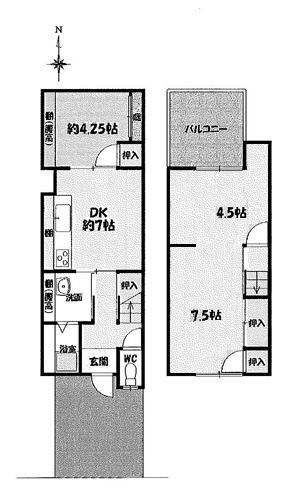 N
棚(腰高)
約4.25帖
押入
DK
約7帖
棚
棚(腰高)
洗面
押入
浴室
玄関
WC
バルコニー
4.5帖
7.5帖
押入
押入